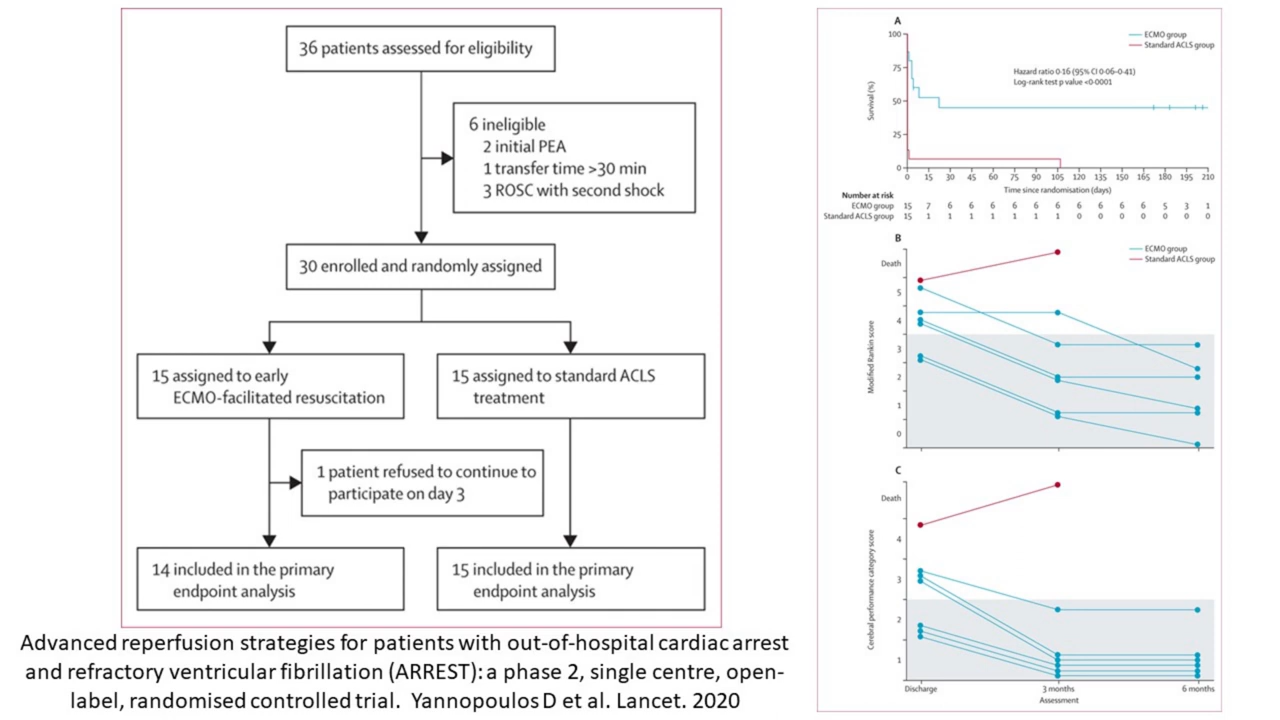 36 patients assessed for eligibility
6 ineligible
2 initial PEA
1 transfer time >30 min
3 ROSC with second shock
30 enrolled and randomly assigned
15 assigned to early
ECMO-facilitated resuscitation
15 assigned to standard ACLS
treatment
1 patient refused to continue to
participate on day 3
14 included in the primary
endpoint analysis
15 included in the primary
endpoint analysis
Advanced reperfusion strategies for patients with out-of-hospital cardiac arrest
and refractory ventricular fibrillation (ARREST): a phase 2, single centre, open-
label, randomised controlled trial. Yannopoulos D et al. Lancet. 2020
A
ECMO group
Standard ACLS group
Hazard ratio 0·16 (95% CI 0·06–0·41)
Log-rank test p value <0·0001
Survival (%)
100
75
50
25
0
0 15 30 45 60 75 90 105 120 135 150 165 180 195 210
Time since randomisation (days)
Number at risk
ECMO group 15 7 6 6 6 6 6 6 6 6 6 6 5 3 1
Standard ACLS group 15 1 1 1 1 1 1 1 0 0 0 0 0 0 0
B
ECMO group
Standard ACLS group
Modified Rankin score
Death
5
4
3
2
1
0
C
Cerebral performance category score
Death
4
3
2
1
Discharge 3 months 6 months
Assessment